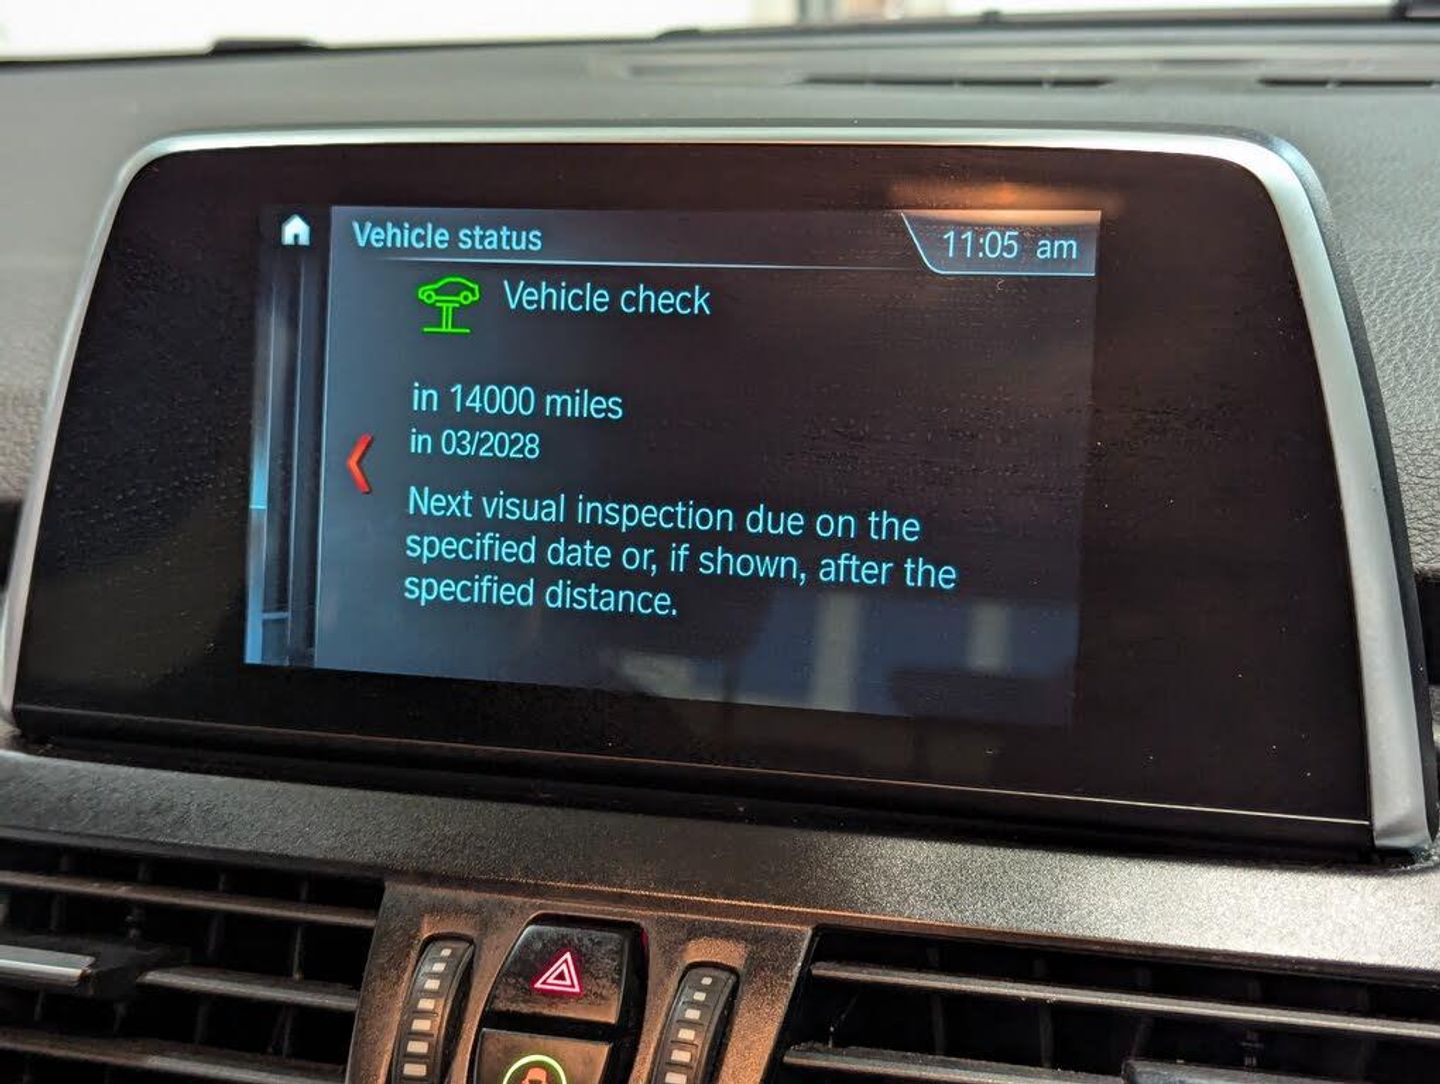 Vehicle status
11:05 am
Vehicle check
in 14000 miles
in 03/2028
Next visual inspection due on the
specified date or, if shown, after the
specified distance.